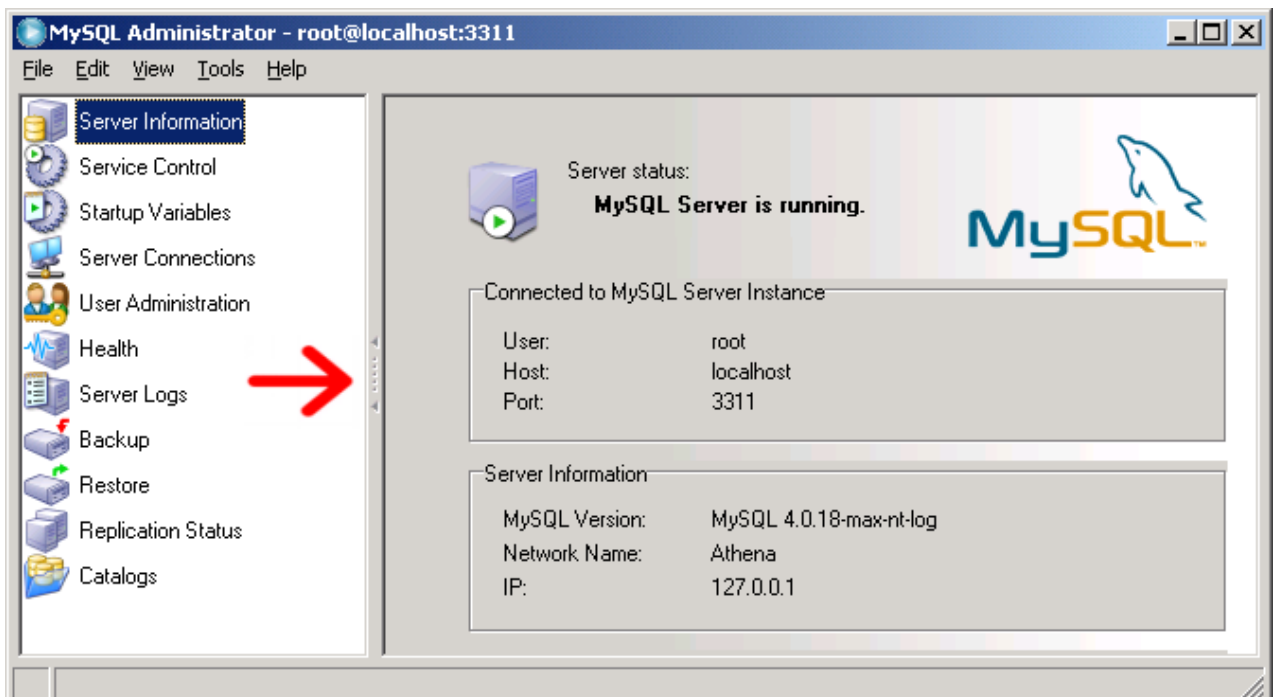 MySQL Administrator - root@localhost:3311
File Edit View Tools Help
Server Information
Service Control
Startup Variables
Server Connections
User Administration
Health
Server Logs
Backup
Restore
Replication Status
Catalogs
Server status:
MySQL Server is running.
MySQL™
Connected to MySQL Server Instance
User: root
Host: localhost
Port: 3311
Server Information
MySQL Version: MySQL 4.0.18-max-nt-log
Network Name: Athena
IP: 127.0.0.1